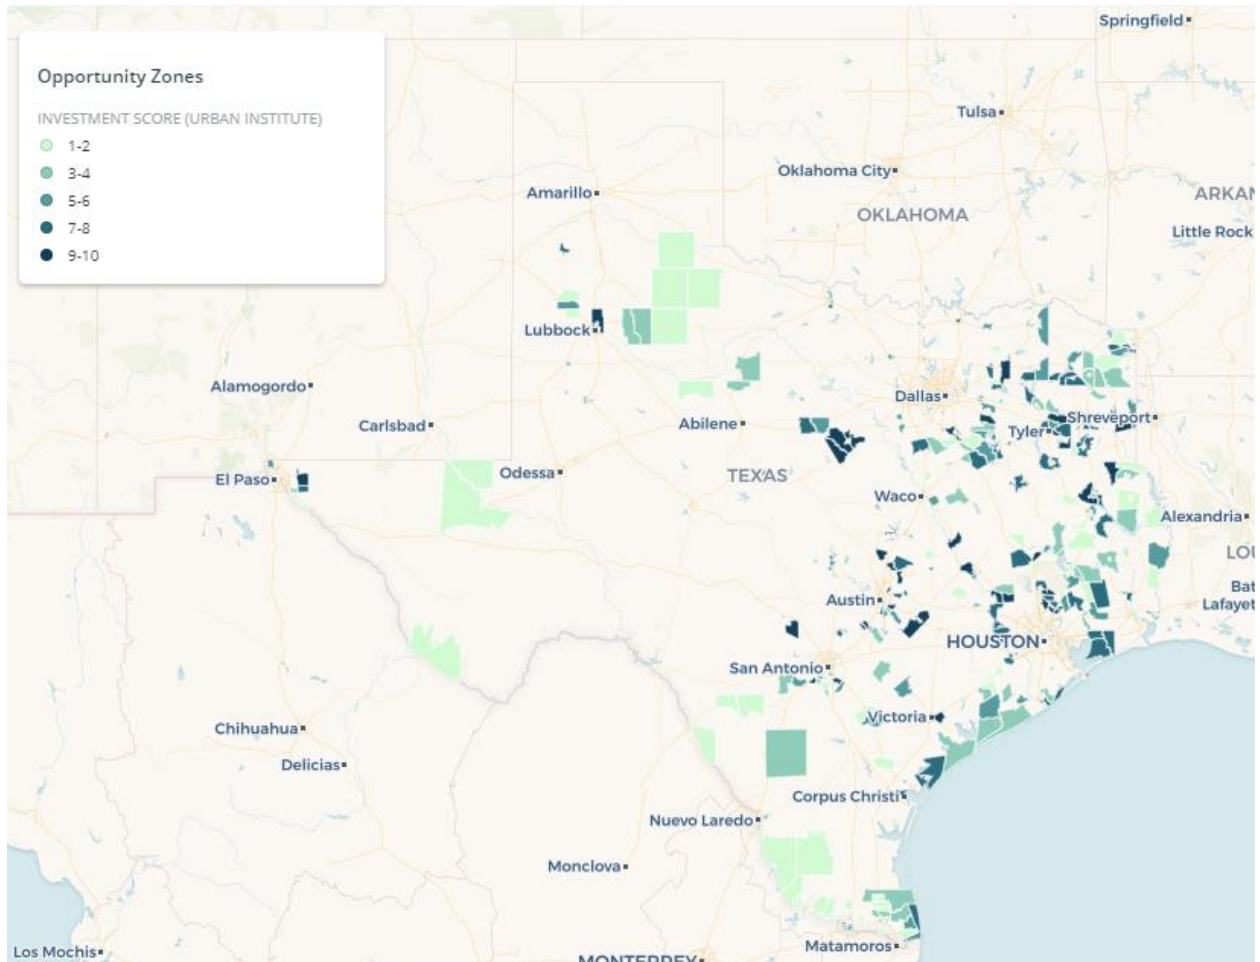 Springfield
Opportunity Zones
INVESTMENT SCORE (URBAN INSTITUTE)
1-2
3-4
5-6
7-8
9-10
Tulsa
Oklahoma City
Amarillo
ARKAN
OKLAHOMA
Little Rock
Lubbock
Alamogordo
Dallas
Carlsbad
Abilene
Shreveport
Tyler
El Paso
Odessa
TEXAS
Waco
Alexandria
LOU
Bat
Austin
Lafayet
HOUSTON
San Antonio
Victoria
Chihuahua
Delicias
Corpus Christi
Nuevo Laredo
Monclova
Matamoros
Los Mochis
MONTERREY